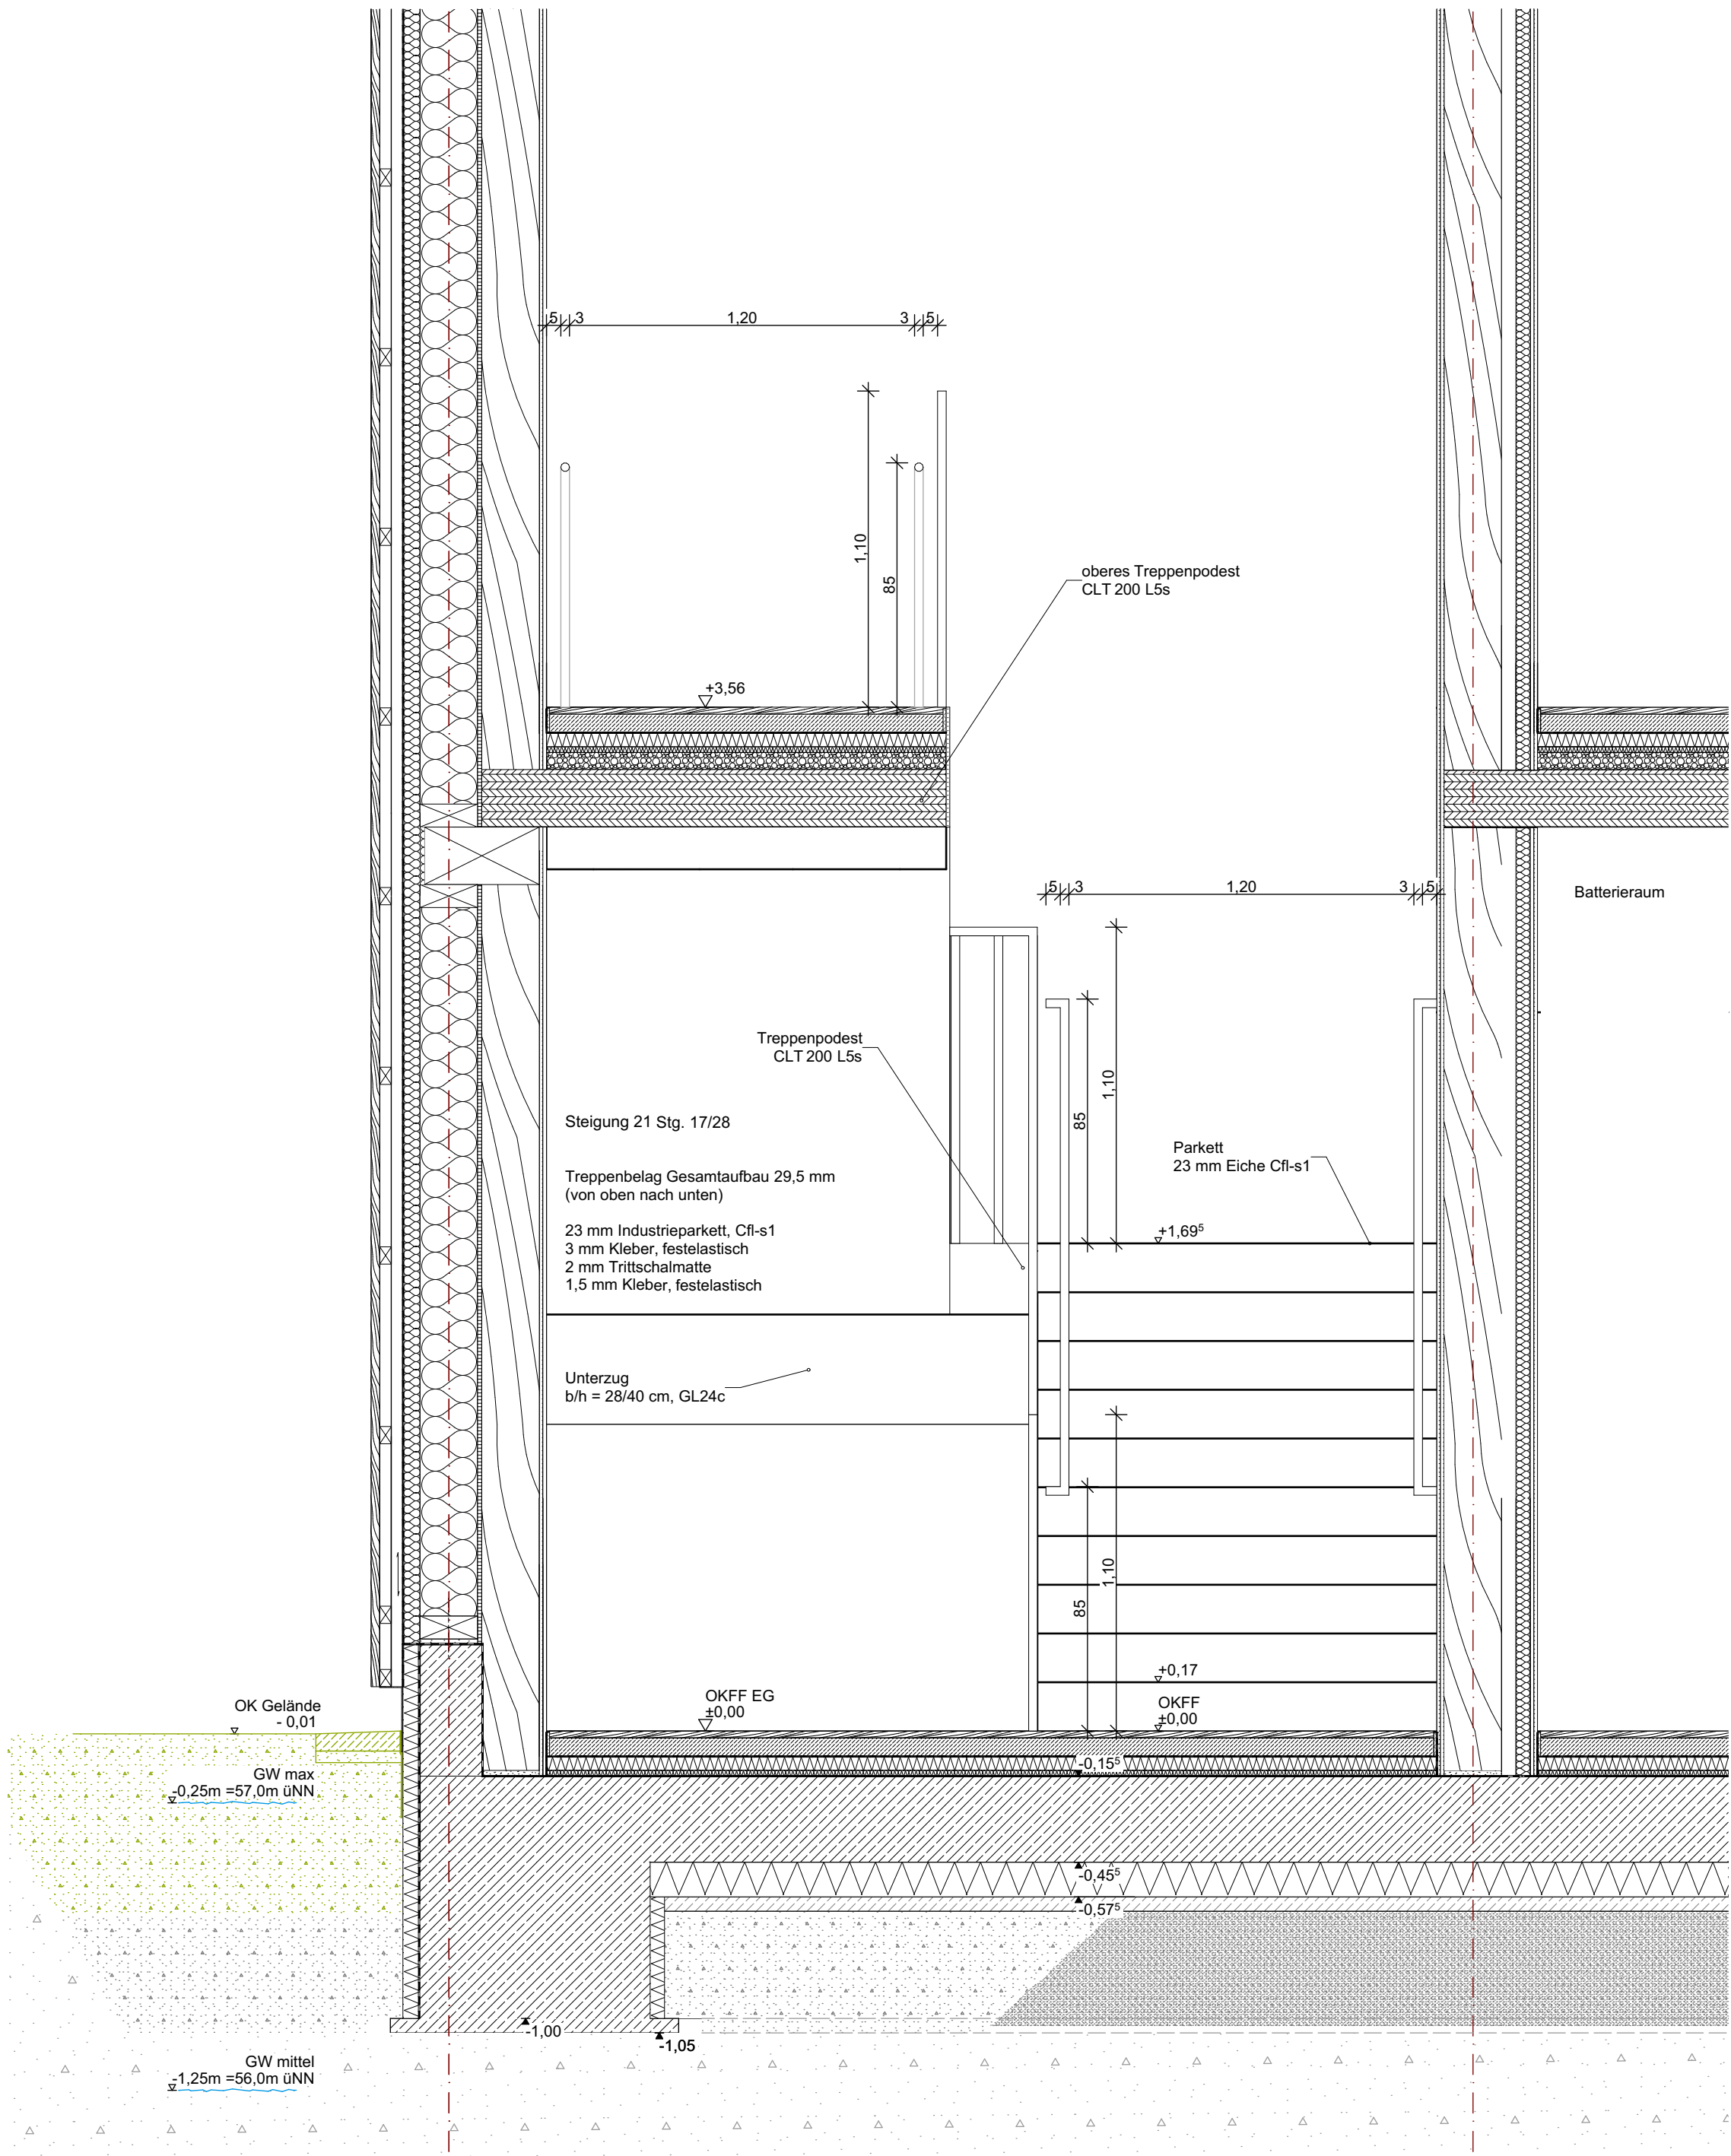 5 3 1,20 3 5
1,10
85
oberes Treppenpodest
CLT 200 L5s
+3,56
5 3 1,20 3 5
Batterieraum
Treppenpodest
CLT 200 L5s
1,10
85
Steigung 21 Stg. 17/28
Parkett
23 mm Eiche Cfl-s1
Treppenbelag Gesamtaufbau 29,5 mm
(von oben nach unten)
23 mm Industrieparkett, Cfl-s1
3 mm Kleber, festelastisch
2 mm Trittschalmatte
1,5 mm Kleber, festelastisch
+1,69⁵
Unterzug
b/h = 28/40 cm, GL24c
1,10
85
+0,17
OKFF EG
±0,00
OKFF
±0,00
OK Gelände
- 0,01
-0,15⁵
GW max
-0,25m =57,0m üNN
-0,45⁵
-0,57⁵
-1,00
-1,05
GW mittel
-1,25m =56,0m üNN